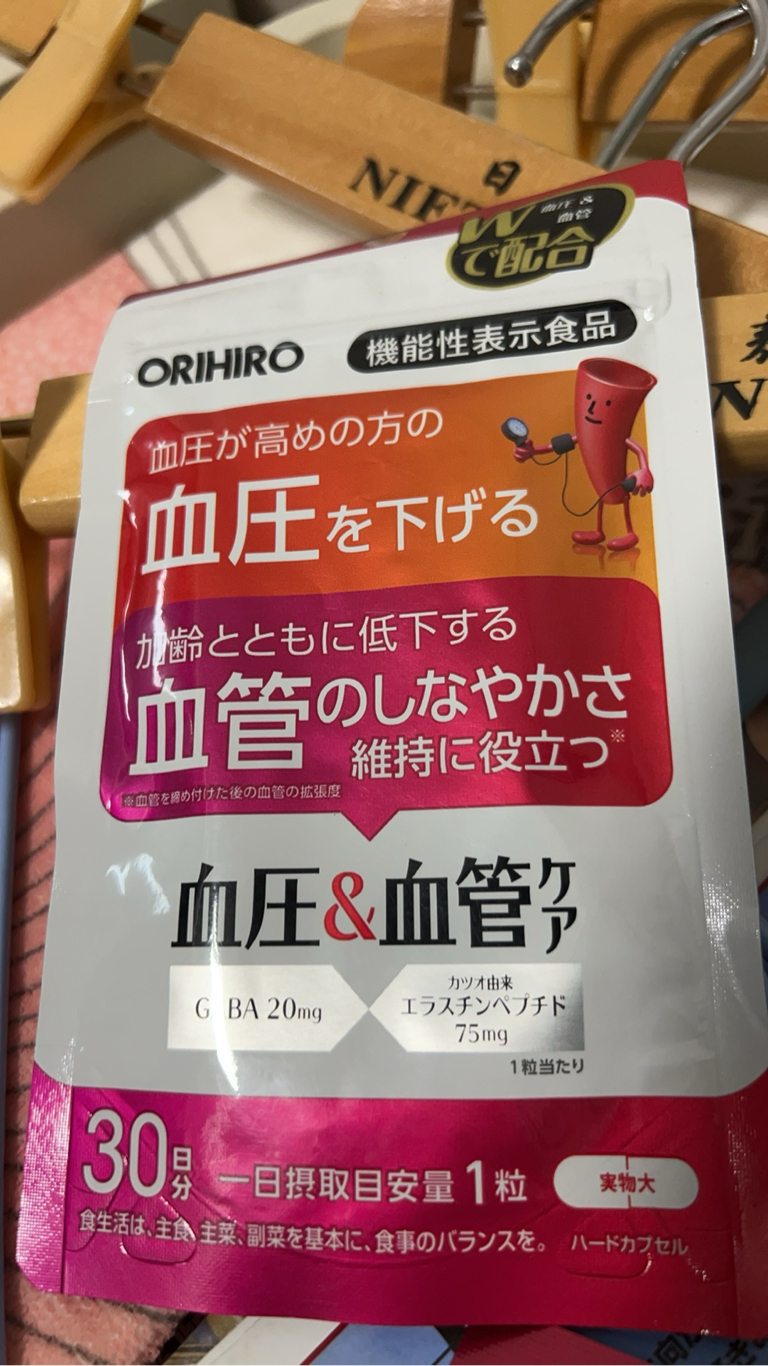 日
NIE
血圧 &
血管
Wで配合
ORIHIRO
機能性表示食品
血圧が高めの方の
血圧を下げる
加齢とともに低下する
血管のしなやかさ
維持に役立つ※
※血管を締め付けた後の血管の拡張度
血圧&血管ケア
GABA 20mg
カツオ由来
エラスチンペプチド
75mg
1粒当たり
30日分
一日摂取目安量 1粒
実物大
食生活は、主食、主菜、副菜を基本に、食事のバランスを。
ハードカプセル